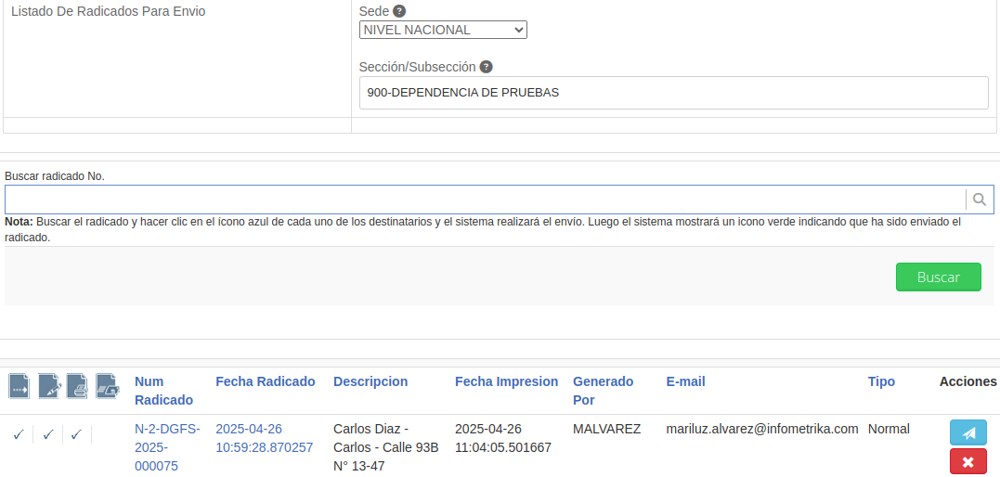 Listado De Radicados Para Envio
Sede ?
NIVEL NACIONAL
Sección/Subsección ?
900-DEPENDENCIA DE PRUEBAS
Buscar radicado No.
Nota: Buscar el radicado y hacer clic en el ícono azul de cada uno de los destinatarios y el sistema realizará el envío. Luego el sistema mostrará un icono verde indicando que ha sido enviado el
radicado.
Buscar
Num Radicado Fecha Radicado Descripcion Fecha Impresion Generado Por E-mail Tipo Acciones
N-2-DGFS-2025-000075 2025-04-26 10:59:28.870257 Carlos Diaz - Carlos - Calle 93B N° 13-47 2025-04-26 11:04:05.501667 MALVAREZ mariluz.alvarez@infometrika.com Normal